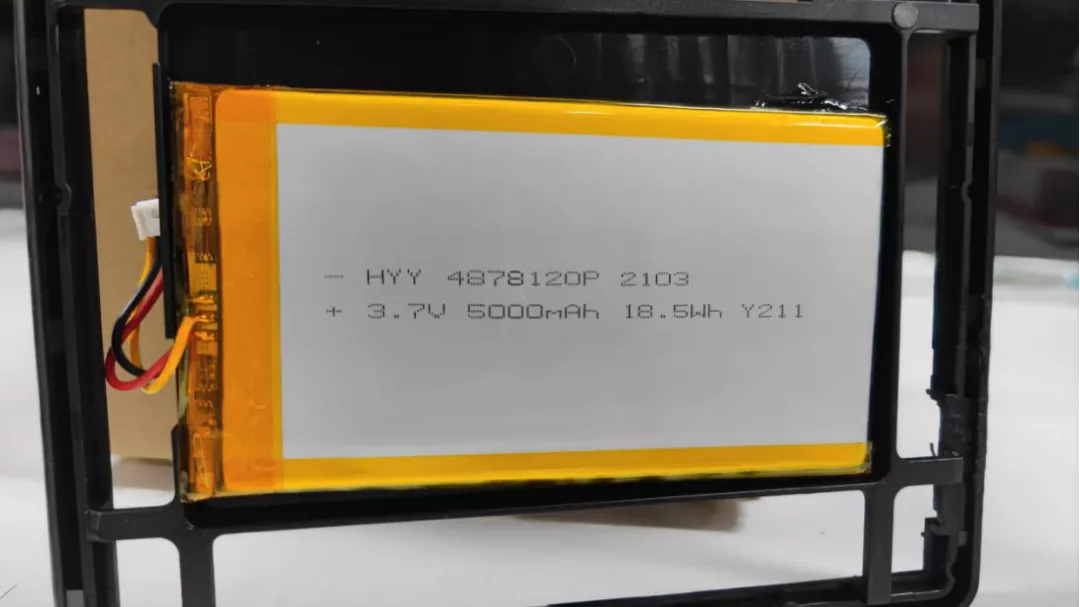 - HYY 4878120P 2103
+ 3.7V 5000mAh 18.5Wh Y211